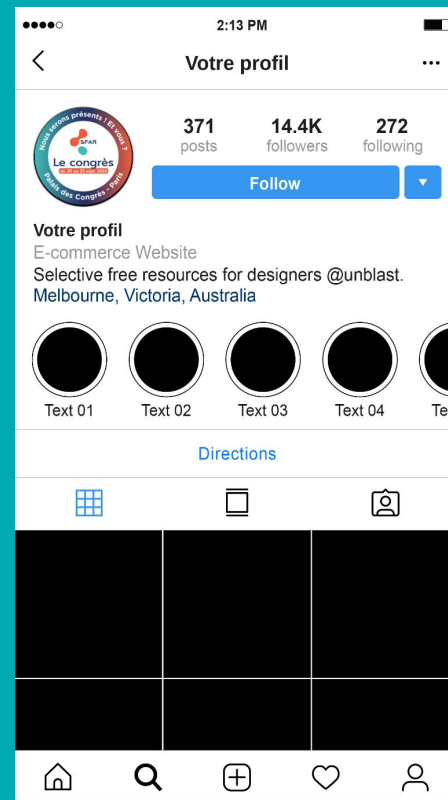 2:13 PM
Votre profil
Nous serons présents ! Et vous ?
SFAR
Le congrès
Palais des Congrès - Paris
371
14.4K
272
posts
followers
following
Follow
Votre profil
E-commerce Website
Selective free resources for designers @unblast.
Melbourne, Victoria, Australia
Text 01
Text 02
Text 03
Text 04
Te
Directions